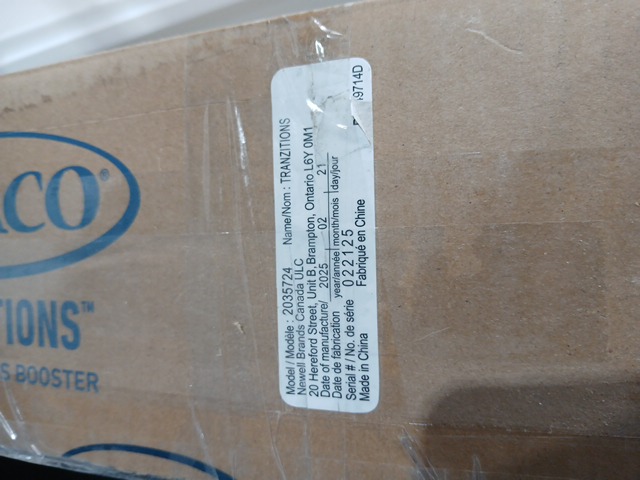 ACO®
TIONS™
S BOOSTER
Model / Modèle : 2035724 Name/Nom : TRANZITIONS
Newell Brands Canada ULC
20 Hereford Street, Unit B, Brampton, Ontario L6Y 0M1
Date of manufacture/ 2025 02 21
Date de fabrication year/année month/mois day/jour
Serial # / No. de série 022125
Made in China Fabriqué en Chine
9714D